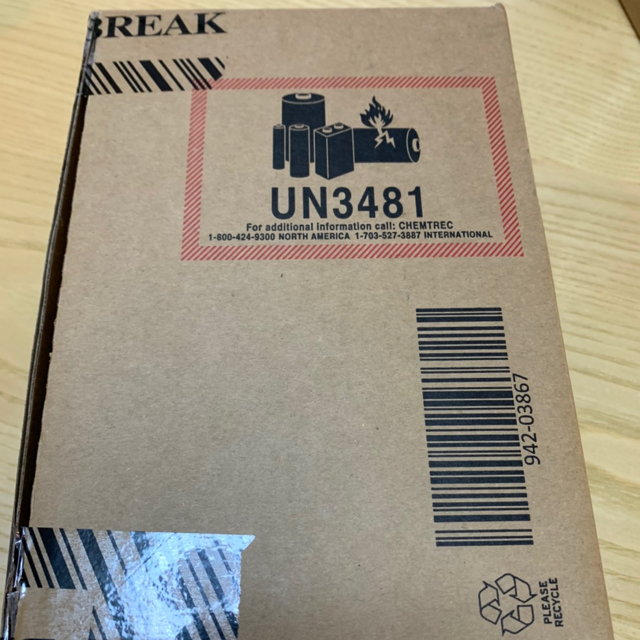 BREAK
UN3481
For additional information call: CHEMTREC
1-800-424-9300 NORTH AMERICA 1-703-527-3887 INTERNATIONAL
942-03867
PLEASE
RECYCLE